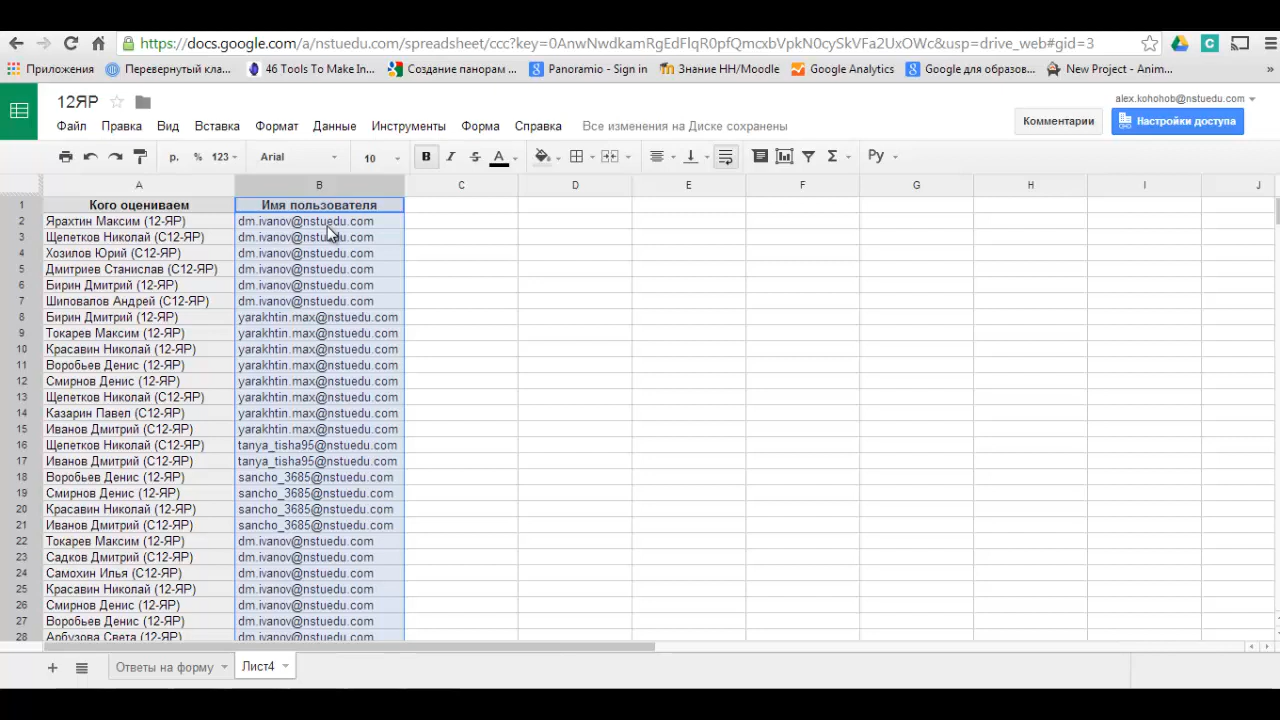 https://docs.google.com/a/nstuedu.com/spreadsheet/ccc?key=0AnwNwdkamRgEdFlqR0pfQmcxbVpkN0cySkVFa2UxOWc&usp=drive_web#gid=3
Приложения Перевернутый кла... 46 Tools To Make In... Создание панорам ... Panoramio - Sign in Знанио-НН/Moodle Google Analytics Google для образов... New Project - Anim... »
12ЯР alex.kohohob@nstuedu.com
Файл Правка Вид Вставка Формат Данные Инструменты Форма Справка Все изменения на Диске сохранены Комментарии Настройки доступа
р. % 123 Arial 10 B I S A Σ Ру
A B C D E F G H I J
1 Кого оцениваем Имя пользователя
2 Ярахтин Максим (12-ЯР) dm.ivanov@nstuedu.com
3 Щепетков Николай (С12-ЯР) dm.ivanov@nstuedu.com
4 Хозилов Юрий (С12-ЯР) dm.ivanov@nstuedu.com
5 Дмитриев Станислав (С12-ЯР) dm.ivanov@nstuedu.com
6 Бирин Дмитрий (12-ЯР) dm.ivanov@nstuedu.com
7 Шиповалов Андрей (С12-ЯР) dm.ivanov@nstuedu.com
8 Бирин Дмитрий (12-ЯР) yarakhtin.max@nstuedu.com
9 Токарев Максим (12-ЯР) yarakhtin.max@nstuedu.com
10 Красавин Николай (12-ЯР) yarakhtin.max@nstuedu.com
11 Воробьев Денис (12-ЯР) yarakhtin.max@nstuedu.com
12 Смирнов Денис (12-ЯР) yarakhtin.max@nstuedu.com
13 Щепетков Николай (С12-ЯР) yarakhtin.max@nstuedu.com
14 Казарин Павел (С12-ЯР) yarakhtin.max@nstuedu.com
15 Иванов Дмитрий (С12-ЯР) yarakhtin.max@nstuedu.com
16 Щепетков Николай (С12-ЯР) tanya_tisha95@nstuedu.com
17 Иванов Дмитрий (С12-ЯР) tanya_tisha95@nstuedu.com
18 Воробьев Денис (12-ЯР) sancho_3685@nstuedu.com
19 Смирнов Денис (12-ЯР) sancho_3685@nstuedu.com
20 Красавин Николай (12-ЯР) sancho_3685@nstuedu.com
21 Иванов Дмитрий (С12-ЯР) sancho_3685@nstuedu.com
22 Токарев Максим (12-ЯР) dm.ivanov@nstuedu.com
23 Садков Дмитрий (С12-ЯР) dm.ivanov@nstuedu.com
24 Самохин Илья (С12-ЯР) dm.ivanov@nstuedu.com
25 Красавин Николай (12-ЯР) dm.ivanov@nstuedu.com
26 Смирнов Денис (12-ЯР) dm.ivanov@nstuedu.com
27 Воробьев Денис (12-ЯР) dm.ivanov@nstuedu.com
28 Арбузова Света (12-ЯР) dm.ivanov@nstuedu.com
Ответы на форму Лист4